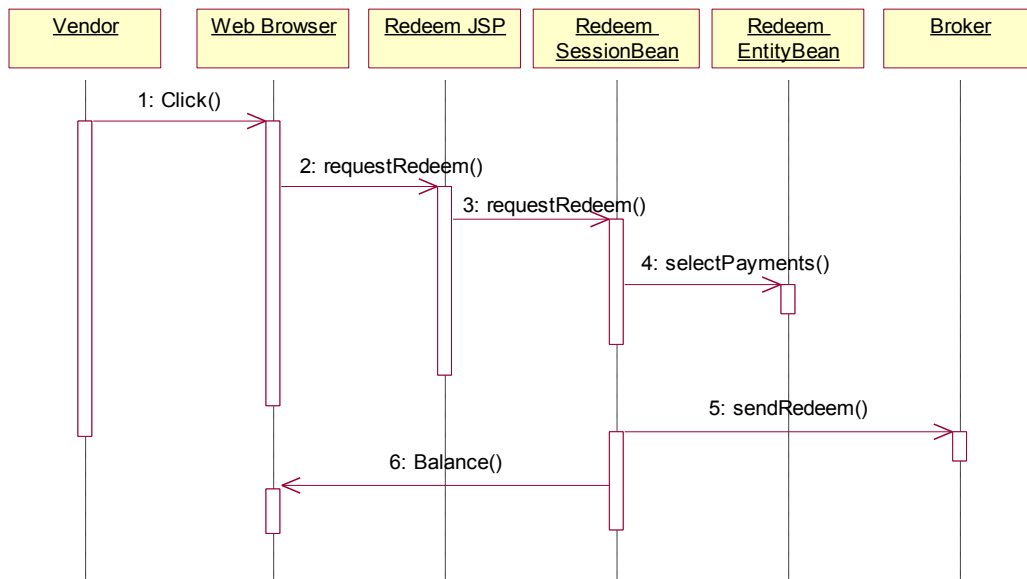 Vendor
Web Browser
Redeem JSP
Redeem
SessionBean
Redeem
EntityBean
Broker
1: Click()
2: requestRedeem()
3: requestRedeem()
4: selectPayments()
5: sendRedeem()
6: Balance()